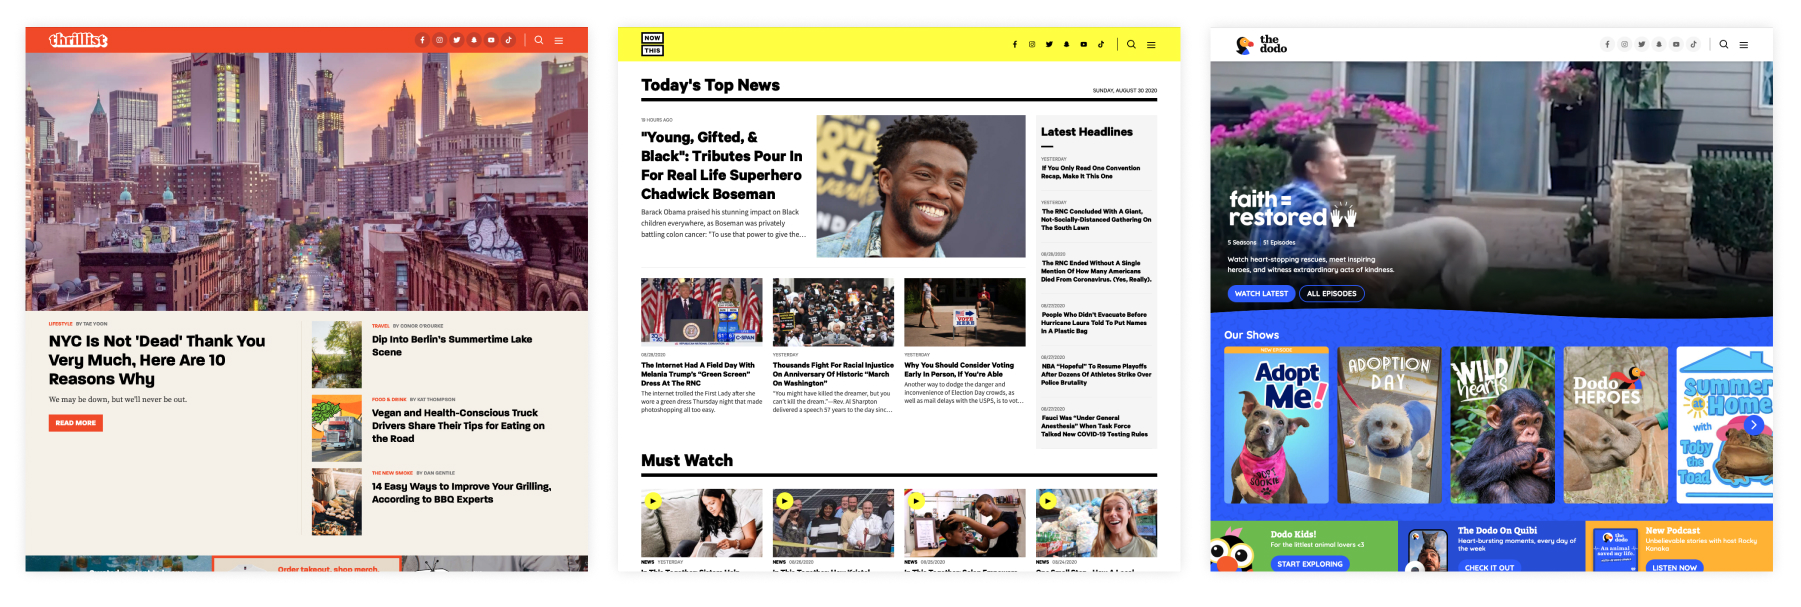 thrillist
LIFESTYLE BY TAE YOON
NYC Is Not 'Dead' Thank You
Very Much, Here Are 10
Reasons Why
We may be down, but we'll never be out.
READ MORE
TRAVEL BY CONOR O'ROURKE
Dip Into Berlin's Summertime Lake
Scene
FOOD & DRINK BY KAT THOMPSON
Vegan and Health-Conscious Truck
Drivers Share Their Tips for Eating on
the Road
THE NEW SMOKE BY DAN GENTILE
14 Easy Ways to Improve Your Grilling,
According to BBQ Experts
Order takeout, shop merch,
NOW
THIS
Today's Top News
SUNDAY, AUGUST 30 2020
19 HOURS AGO
"Young, Gifted, &
Black": Tributes Pour In
For Real Life Superhero
Chadwick Boseman
Barack Obama praised his stunning impact on Black
children everywhere, as Boseman was privately
battling colon cancer: "To use that power to give the...
08/28/2020
The Internet Had A Field Day With
Melania Trump's "Green Screen"
Dress At The RNC
The internet trolled the First Lady after she
wore a green dress Thursday night that made
photoshopping all too easy.
YESTERDAY
Thousands Fight For Racial Injustice
On Anniversary Of Historic "March
On Washington"
"You might have killed the dreamer, but you
can't kill the dream."—Rev. Al Sharpton
delivered a speech 57 years to the day sinc...
VOTE
HERE
YESTERDAY
Why You Should Consider Voting
Early In Person, If You're Able
Another way to dodge the danger and
inconvenience of Election Day crowds, as
well as mail delays with the USPS, is to vot...
Latest Headlines
YESTERDAY
If You Only Read One Convention
Recap, Make It This One
YESTERDAY
The RNC Concluded With A Giant,
Not-Socially-Distanced Gathering On
The South Lawn
08/28/2020
The RNC Ended Without A Single
Mention Of How Many Americans
Died From Coronavirus. (Yes, Really).
08/27/2020
People Who Didn't Evacuate Before
Hurricane Laura Told To Put Names
In A Plastic Bag
08/27/2020
NBA "Hopeful" To Resume Playoffs
After Dozens Of Athletes Strike Over
Police Brutality
08/27/2020
Fauci Was "Under General
Anesthesia" When Task Force
Talked New COVID-19 Testing Rules
Must Watch
NEWS YESTERDAY
NEWS 08/28/2020
NEWS 08/25/2020
NEWS 08/24/2020
the
dodo
faith =
restored
5 Seasons 51 Episodes
Watch heart-stopping rescues, meet inspiring
heroes, and witness extraordinary acts of kindness.
WATCH LATEST
ALL EPISODES
Our Shows
NEW EPISODE
Adopt
Me!
ADOPTION
DAY
WILD
Hearts
Dodo
HEROES
Summer
at Home
with
Toby
the
Toad
Dodo Kids!
For the littlest animal lovers <3
START EXPLORING
The Dodo On Quibi
Heart-bursting moments, every day of
the week
CHECK IT OUT
the
dodo
An animal
saved my life.
New Podcast
Unbelievable stories with host Rocky
Kanaka
LISTEN NOW